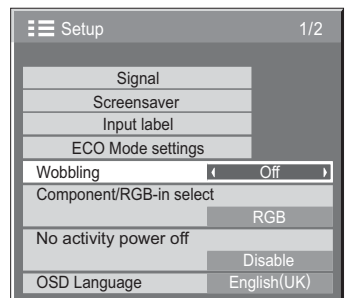 Setup 1/2
Signal
Screensaver
Input label
ECO Mode settings
Wobbling Off
Component/RGB-in select
RGB
No activity power off
Disable
OSD Language English(UK)